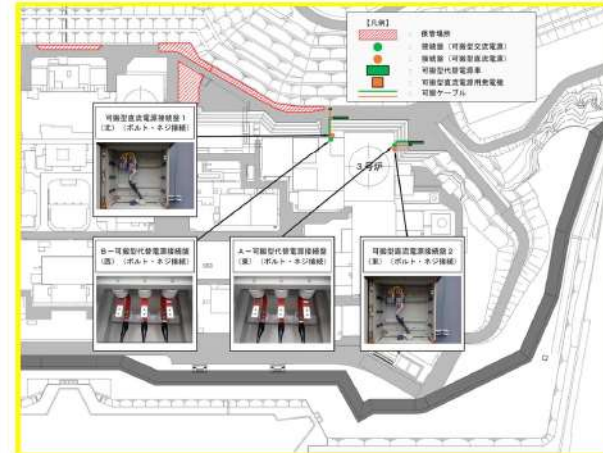 【凡例】
：保管場所
：接続盤（可搬型交流電源）
：接続盤（可搬型直流電源）
：可搬型代替電源車
：可搬型直流電源用発電機
：可搬ケーブル
可搬型直流電源接続盤１
（北）（ボルト・ネジ接続）
３号炉
Ｂ－可搬型代替電源接続盤
（西）（ボルト・ネジ接続）
Ａ－可搬型代替電源接続盤
（東）（ボルト・ネジ接続）
可搬型直流電源接続盤２
（東）（ボルト・ネジ接続）